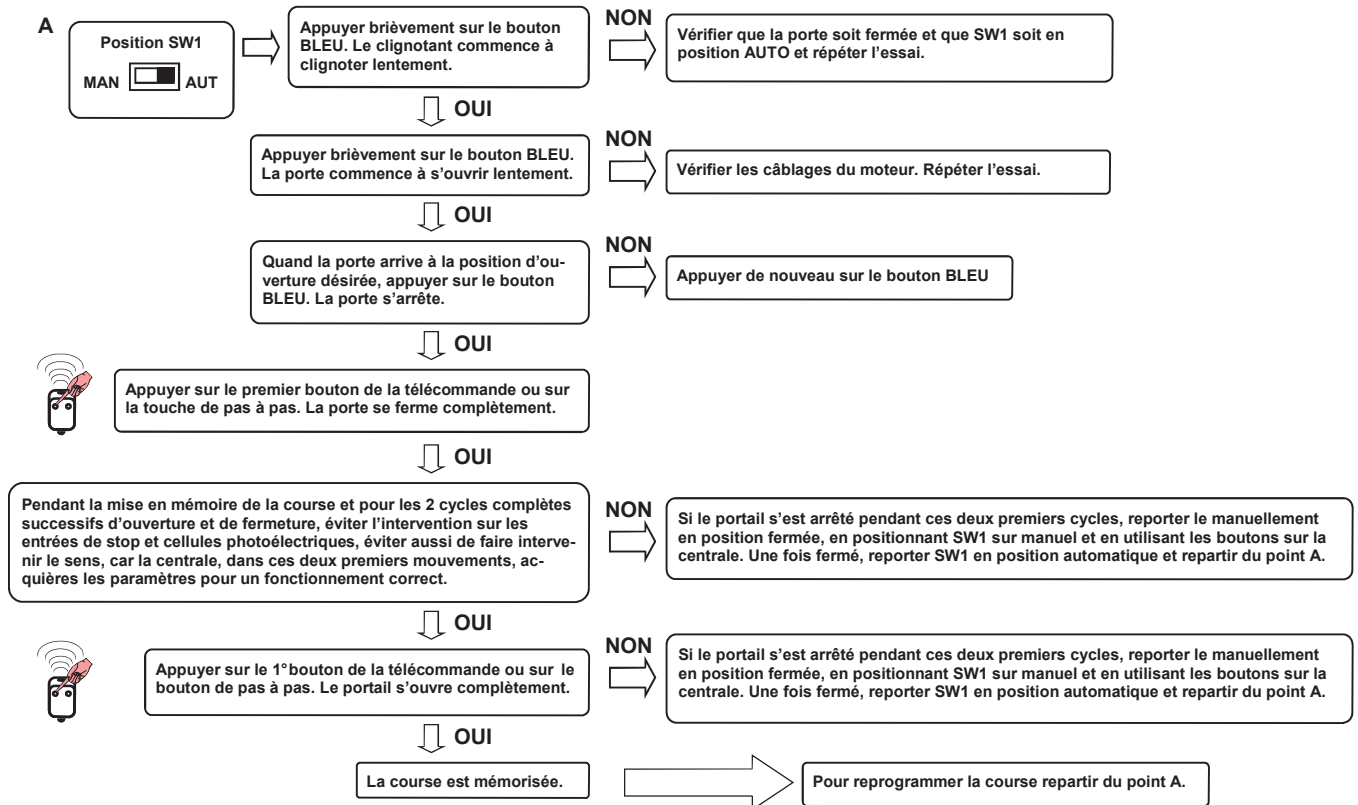 A
Position SW1
MAN AUT
Appuyer brièvement sur le bouton
BLEU. Le clignotant commence à
clignoter lentement.
NON
Vérifier que la porte soit fermée et que SW1 soit en
position AUTO et répéter l’essai.
OUI
Appuyer brièvement sur le bouton BLEU.
La porte commence à s’ouvrir lentement.
NON
Vérifier les câblages du moteur. Répéter l’essai.
OUI
Quand la porte arrive à la position d’ou-
verture désirée, appuyer sur le bouton
BLEU. La porte s’arrête.
NON
Appuyer de nouveau sur le bouton BLEU
OUI
Appuyer sur le premier bouton de la télécommande ou sur
la touche de pas à pas. La porte se ferme complètement.
OUI
Pendant la mise en mémoire de la course et pour les 2 cycles complètes
successifs d’ouverture et de fermeture, éviter l’intervention sur les
entrées de stop et cellules photoélectriques, éviter aussi de faire interve-
nir le sens, car la centrale, dans ces deux premiers mouvements, ac-
quières les paramètres pour un fonctionnement correct.
NON
Si le portail s’est arrêté pendant ces deux premiers cycles, reporter le manuellement
en position fermée, en positionnant SW1 sur manuel et en utilisant les boutons sur la
centrale. Une fois fermé, reporter SW1 en position automatique et repartir du point A.
OUI
Appuyer sur le 1° bouton de la télécommande ou sur le
bouton de pas à pas. Le portail s’ouvre complètement.
NON
Si le portail s’est arrêté pendant ces deux premiers cycles, reporter le manuellement
en position fermée, en positionnant SW1 sur manuel et en utilisant les boutons sur la
centrale. Une fois fermé, reporter SW1 en position automatique et repartir du point A.
OUI
La course est mémorisée.
Pour reprogrammer la course repartir du point A.